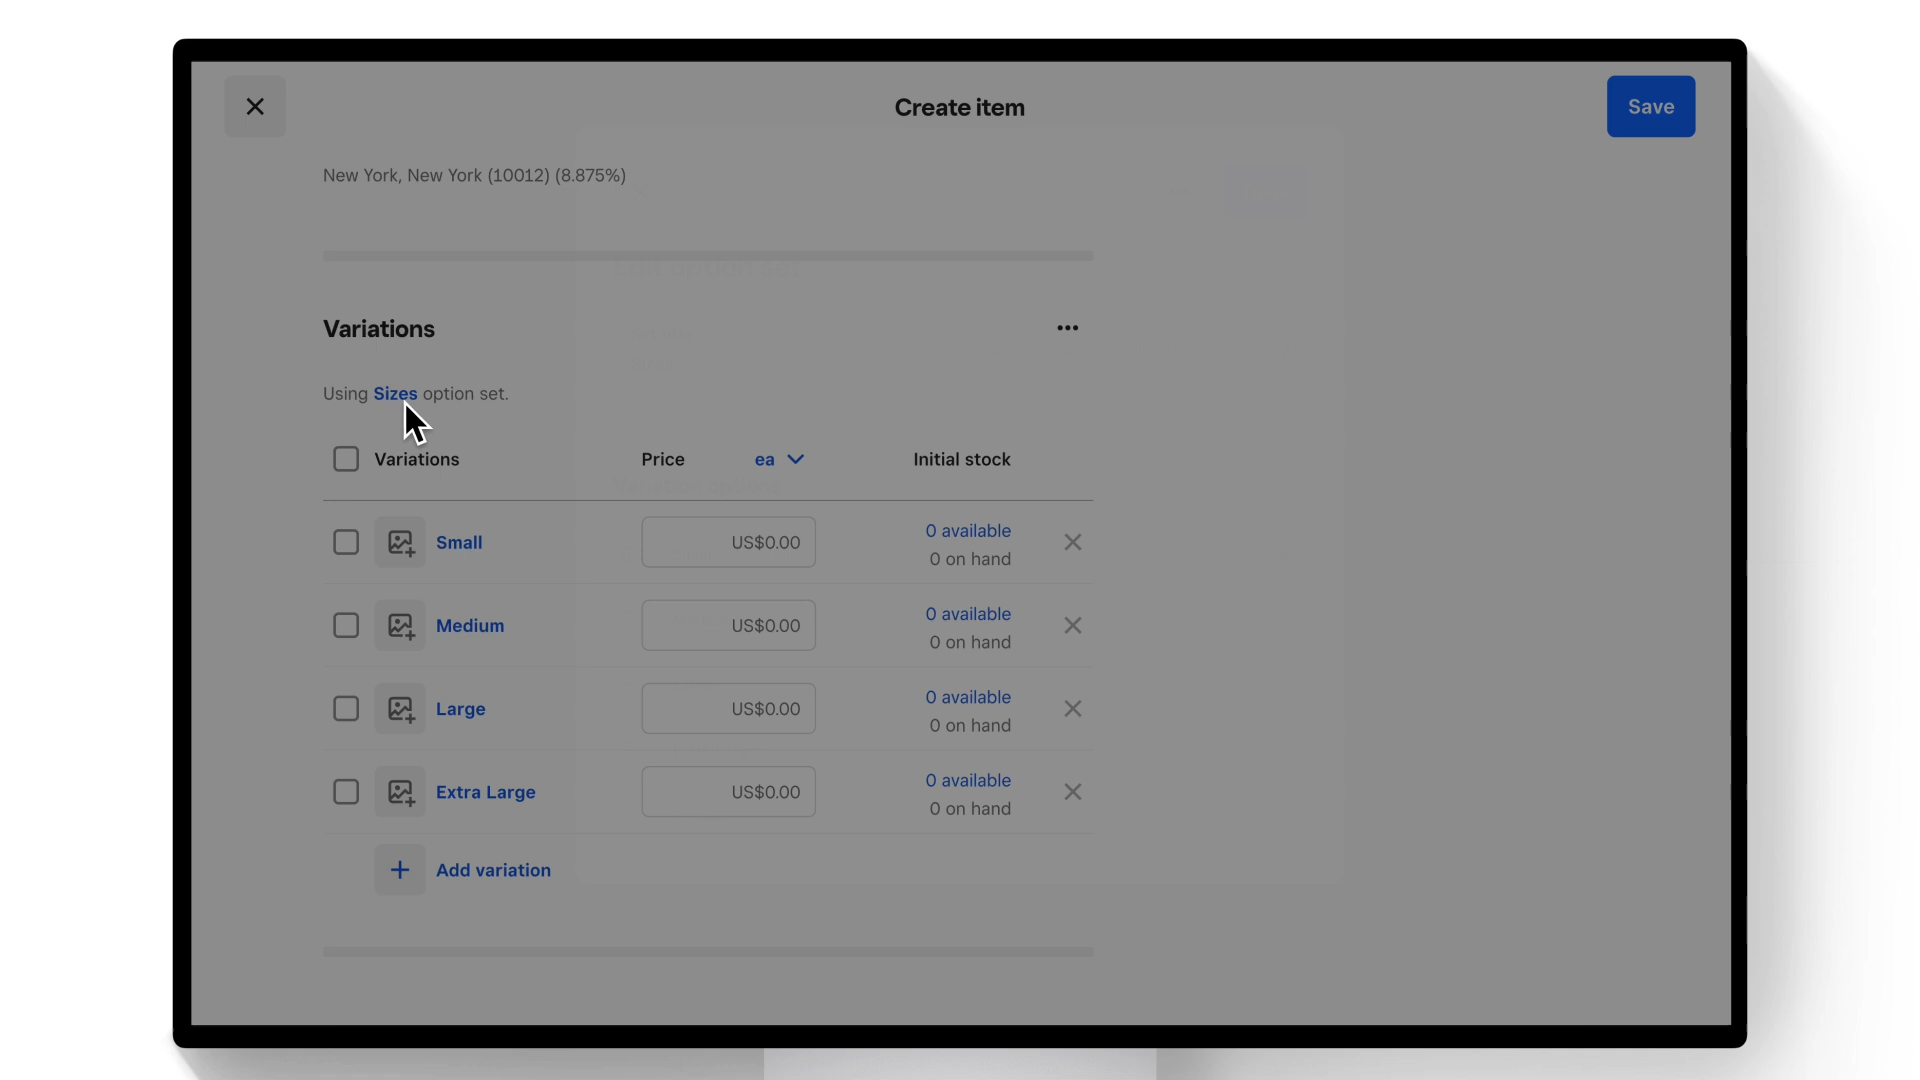 Create item
Save
New York, New York (10012) (8.875%)
Variations
Using Sizes option set.
Variations Price ea Initial stock
Small US$0.00 0 available
0 on hand
Medium US$0.00 0 available
0 on hand
Large US$0.00 0 available
0 on hand
Extra Large US$0.00 0 available
0 on hand
Add variation